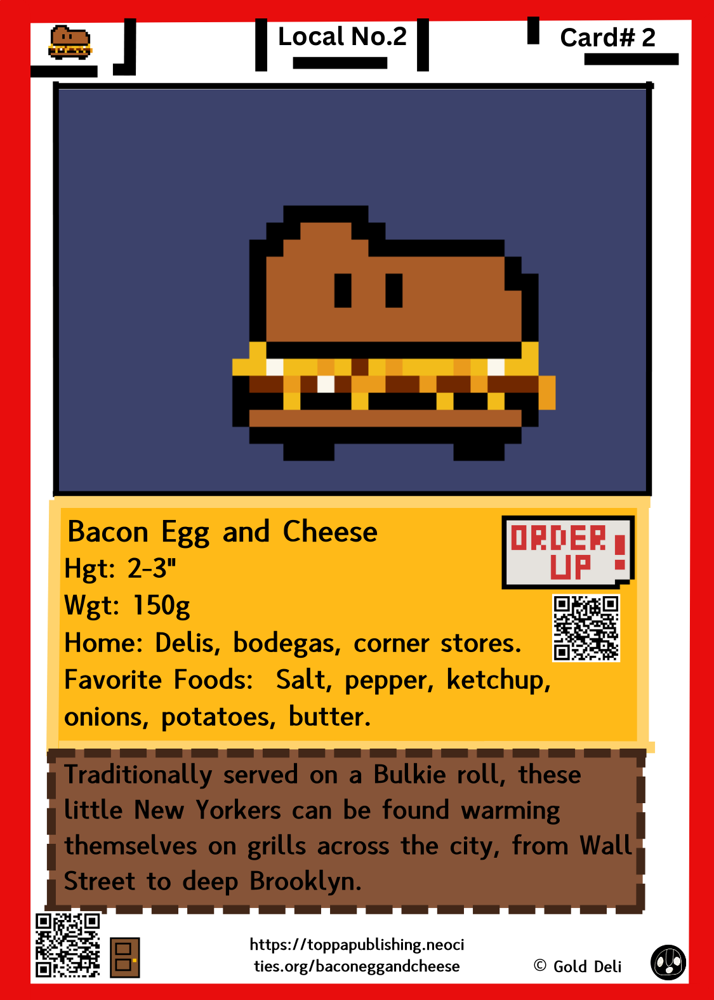 Local No.2
Card# 2
Bacon Egg and Cheese
ORDER
UP!
Hgt: 2-3"
Wgt: 150g
Home: Delis, bodegas, corner stores.
Favorite Foods: Salt, pepper, ketchup,
onions, potatoes, butter.
Traditionally served on a Bulkie roll, these
little New Yorkers can be found warming
themselves on grills across the city, from Wall
Street to deep Brooklyn.
https://toppapublishing.neoci
ties.org/baconeggandcheese
© Gold Deli